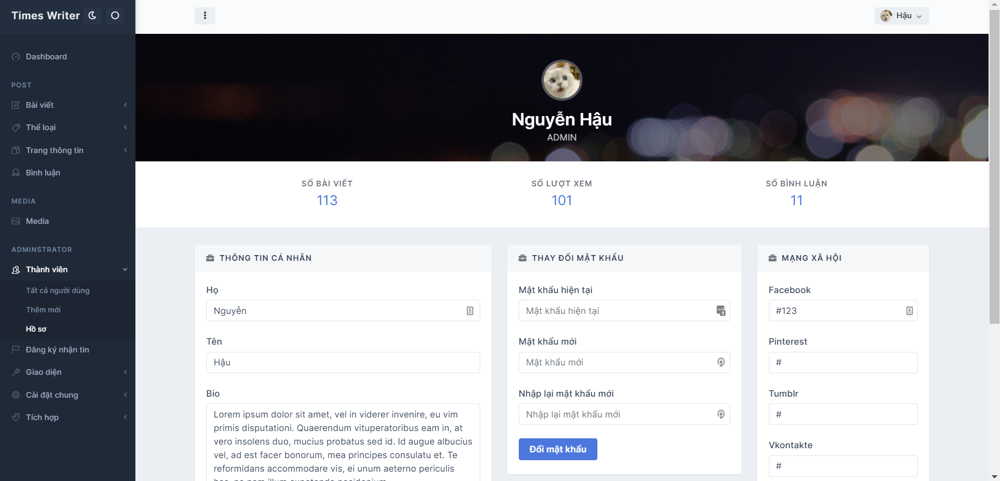 Times Writer
Hậu
Dashboard
POST
Bài viết
Thể loại
Trang thông tin
Bình luận
MEDIA
Media
ADMINSTRATOR
Thành viên
Tất cả người dùng
Thêm mới
Hồ sơ
Đăng ký nhận tin
Giao diện
Cài đặt chung
Tích hợp
Nguyễn Hậu
ADMIN
SỐ BÀI VIẾT
113
SỐ LƯỢT XEM
101
SỐ BÌNH LUẬN
11
THÔNG TIN CÁ NHÂN
Họ
Nguyễn
Tên
Hậu
Bio
Lorem ipsum dolor sit amet, vel in viderer invenire, eu vim
primis disputationi. Quaerendum vituperatoribus eam in, at
vero insolens duo, mucius probatus sed id. Id augue albucius
vel, ad est facer bonorum, mea principes consulatu et. Te
reformidans accommodare vis, ei unum aeterno periculis
THAY ĐỔI MẬT KHẨU
Mật khẩu hiện tại
Mật khẩu hiện tại
1
Mật khẩu mới
Mật khẩu mới
Nhập lại mật khẩu mới
Nhập lại mật khẩu mới
Đổi mật khẩu
MẠNG XÃ HỘI
Facebook
#123
Pinterest
#
Tumblr
#
Vkontakte
#